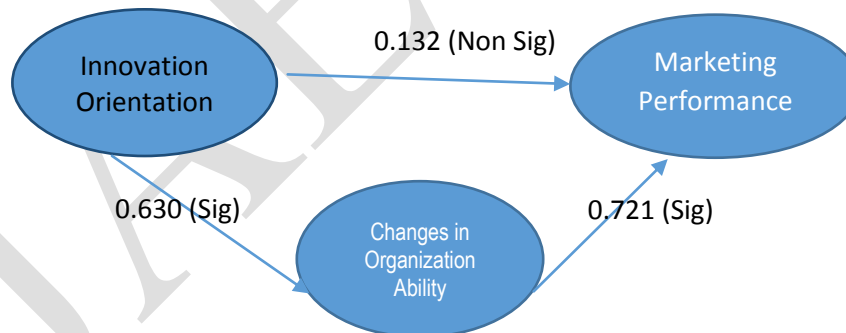 0.132 (Non Sig)
Innovation
Orientation
Marketing
Performance
0.630 (Sig)
0.721 (Sig)
Changes in
Organization
Ability